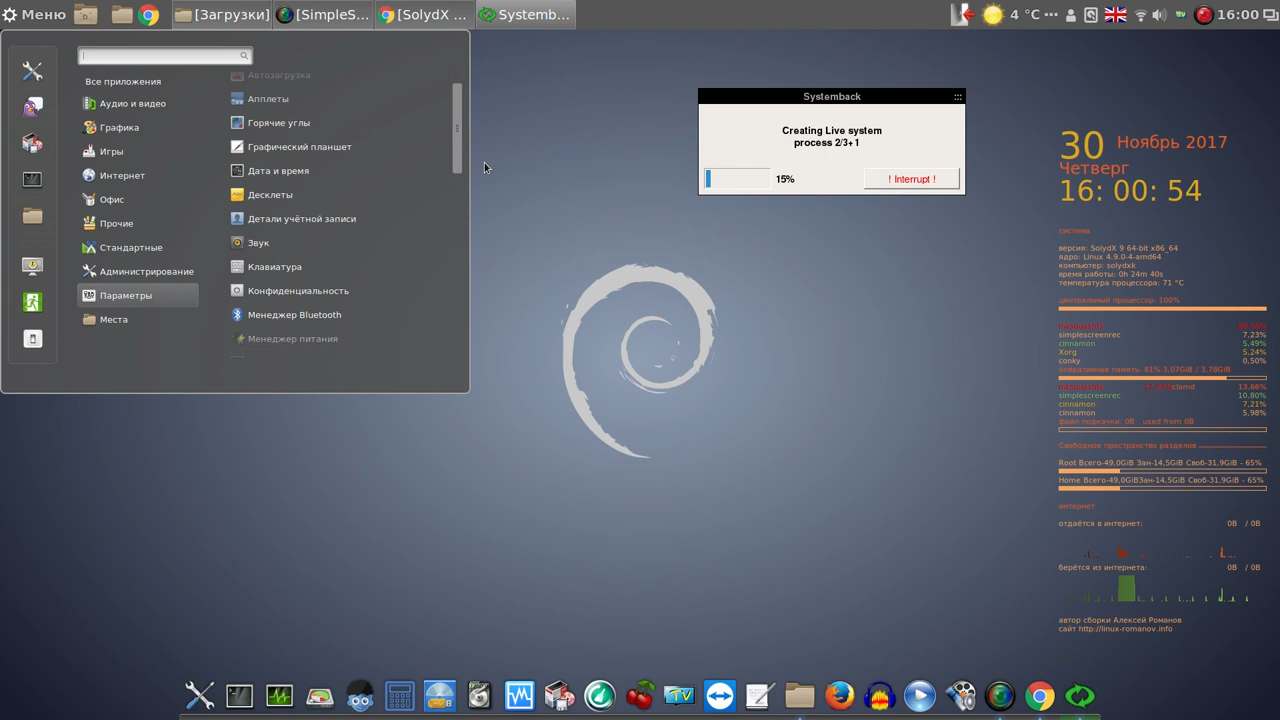 Меню
[Загрузки]
[SimpleS...
[SolydX ...
Systemb...
4 °C
16:00
Все приложения
Аудио и видео
Графика
Игры
Интернет
Офис
Прочие
Стандартные
Администрирование
Параметры
Места
Автозагрузка
Апплеты
Горячие углы
Графический планшет
Дата и время
Десклеты
Детали учётной записи
Звук
Клавиатура
Конфиденциальность
Менеджер Bluetooth
Менеджер питания
Systemback
Creating Live system
process 2/3+1
15%
! Interrupt !
30 Ноябрь 2017
Четверг
16: 00: 54
система
версия: SolydX 9 64-bit x86_64
ядро: Linux 4.9.0-4-amd64
компьютер: solydxk
время работы: 0h 24m 40s
температура процессора: 71 °C
центральный процессор: 100%
mksquashfs
simplescreenrec 7,23%
cinnamon 5,49%
Xorg 5,24%
conky 0,50%
оперативная память: 81% 3,07GiB / 3,78GiB
mksquashfs
clamd 13,66%
simplescreenrec 10,80%
cinnamon 7,21%
cinnamon 5,98%
файл подкачки: 0B used from 0B
Свободное пространство разделов
Root Всего-49,0GiB Зан-14,5GiB Своб-31,9GiB - 65%
Home Всего-49,0GiBЗан-14,5GiB Своб-31,9GiB - 65%
интернет
отдаётся в интернет: 0B / 0B
берётся из интернета: 0B / 0B
автор сборки Алексей Романов
сайт http://linux-romanov.info
TV